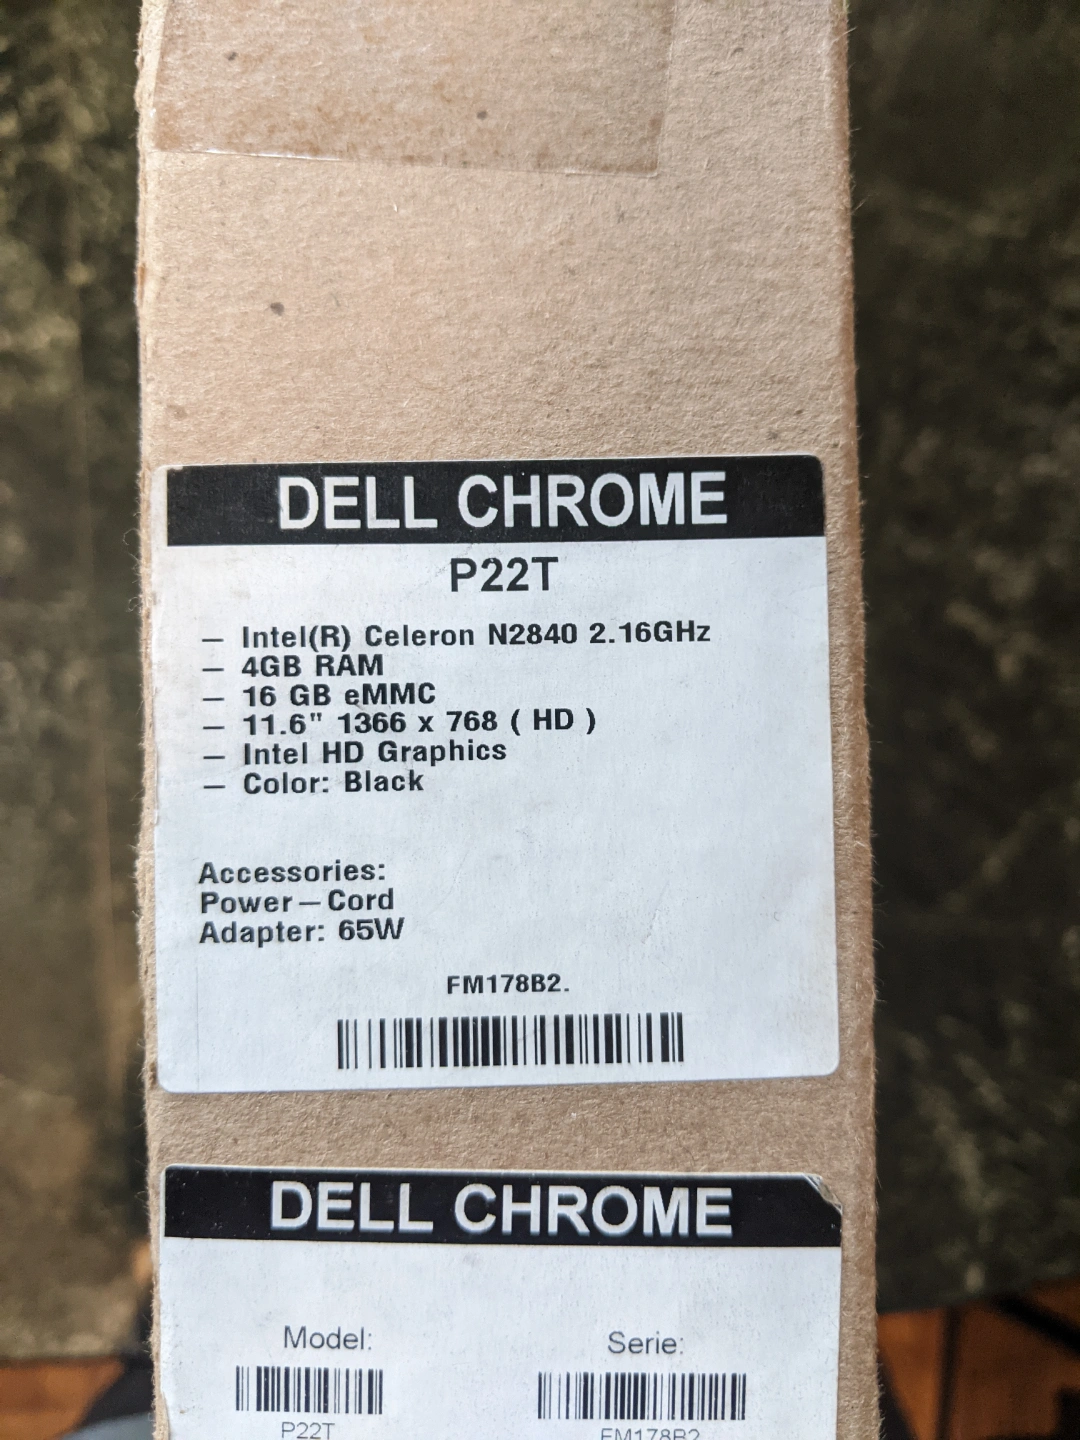 DELL CHROME
P22T
— Intel(R) Celeron N2840 2.16GHz
— 4GB RAM
— 16 GB eMMC
— 11.6" 1366 x 768 ( HD )
— Intel HD Graphics
— Color: Black
Accessories:
Power—Cord
Adapter: 65W
FM178B2.
DELL CHROME
Model: Serie:
P22T FM178B2